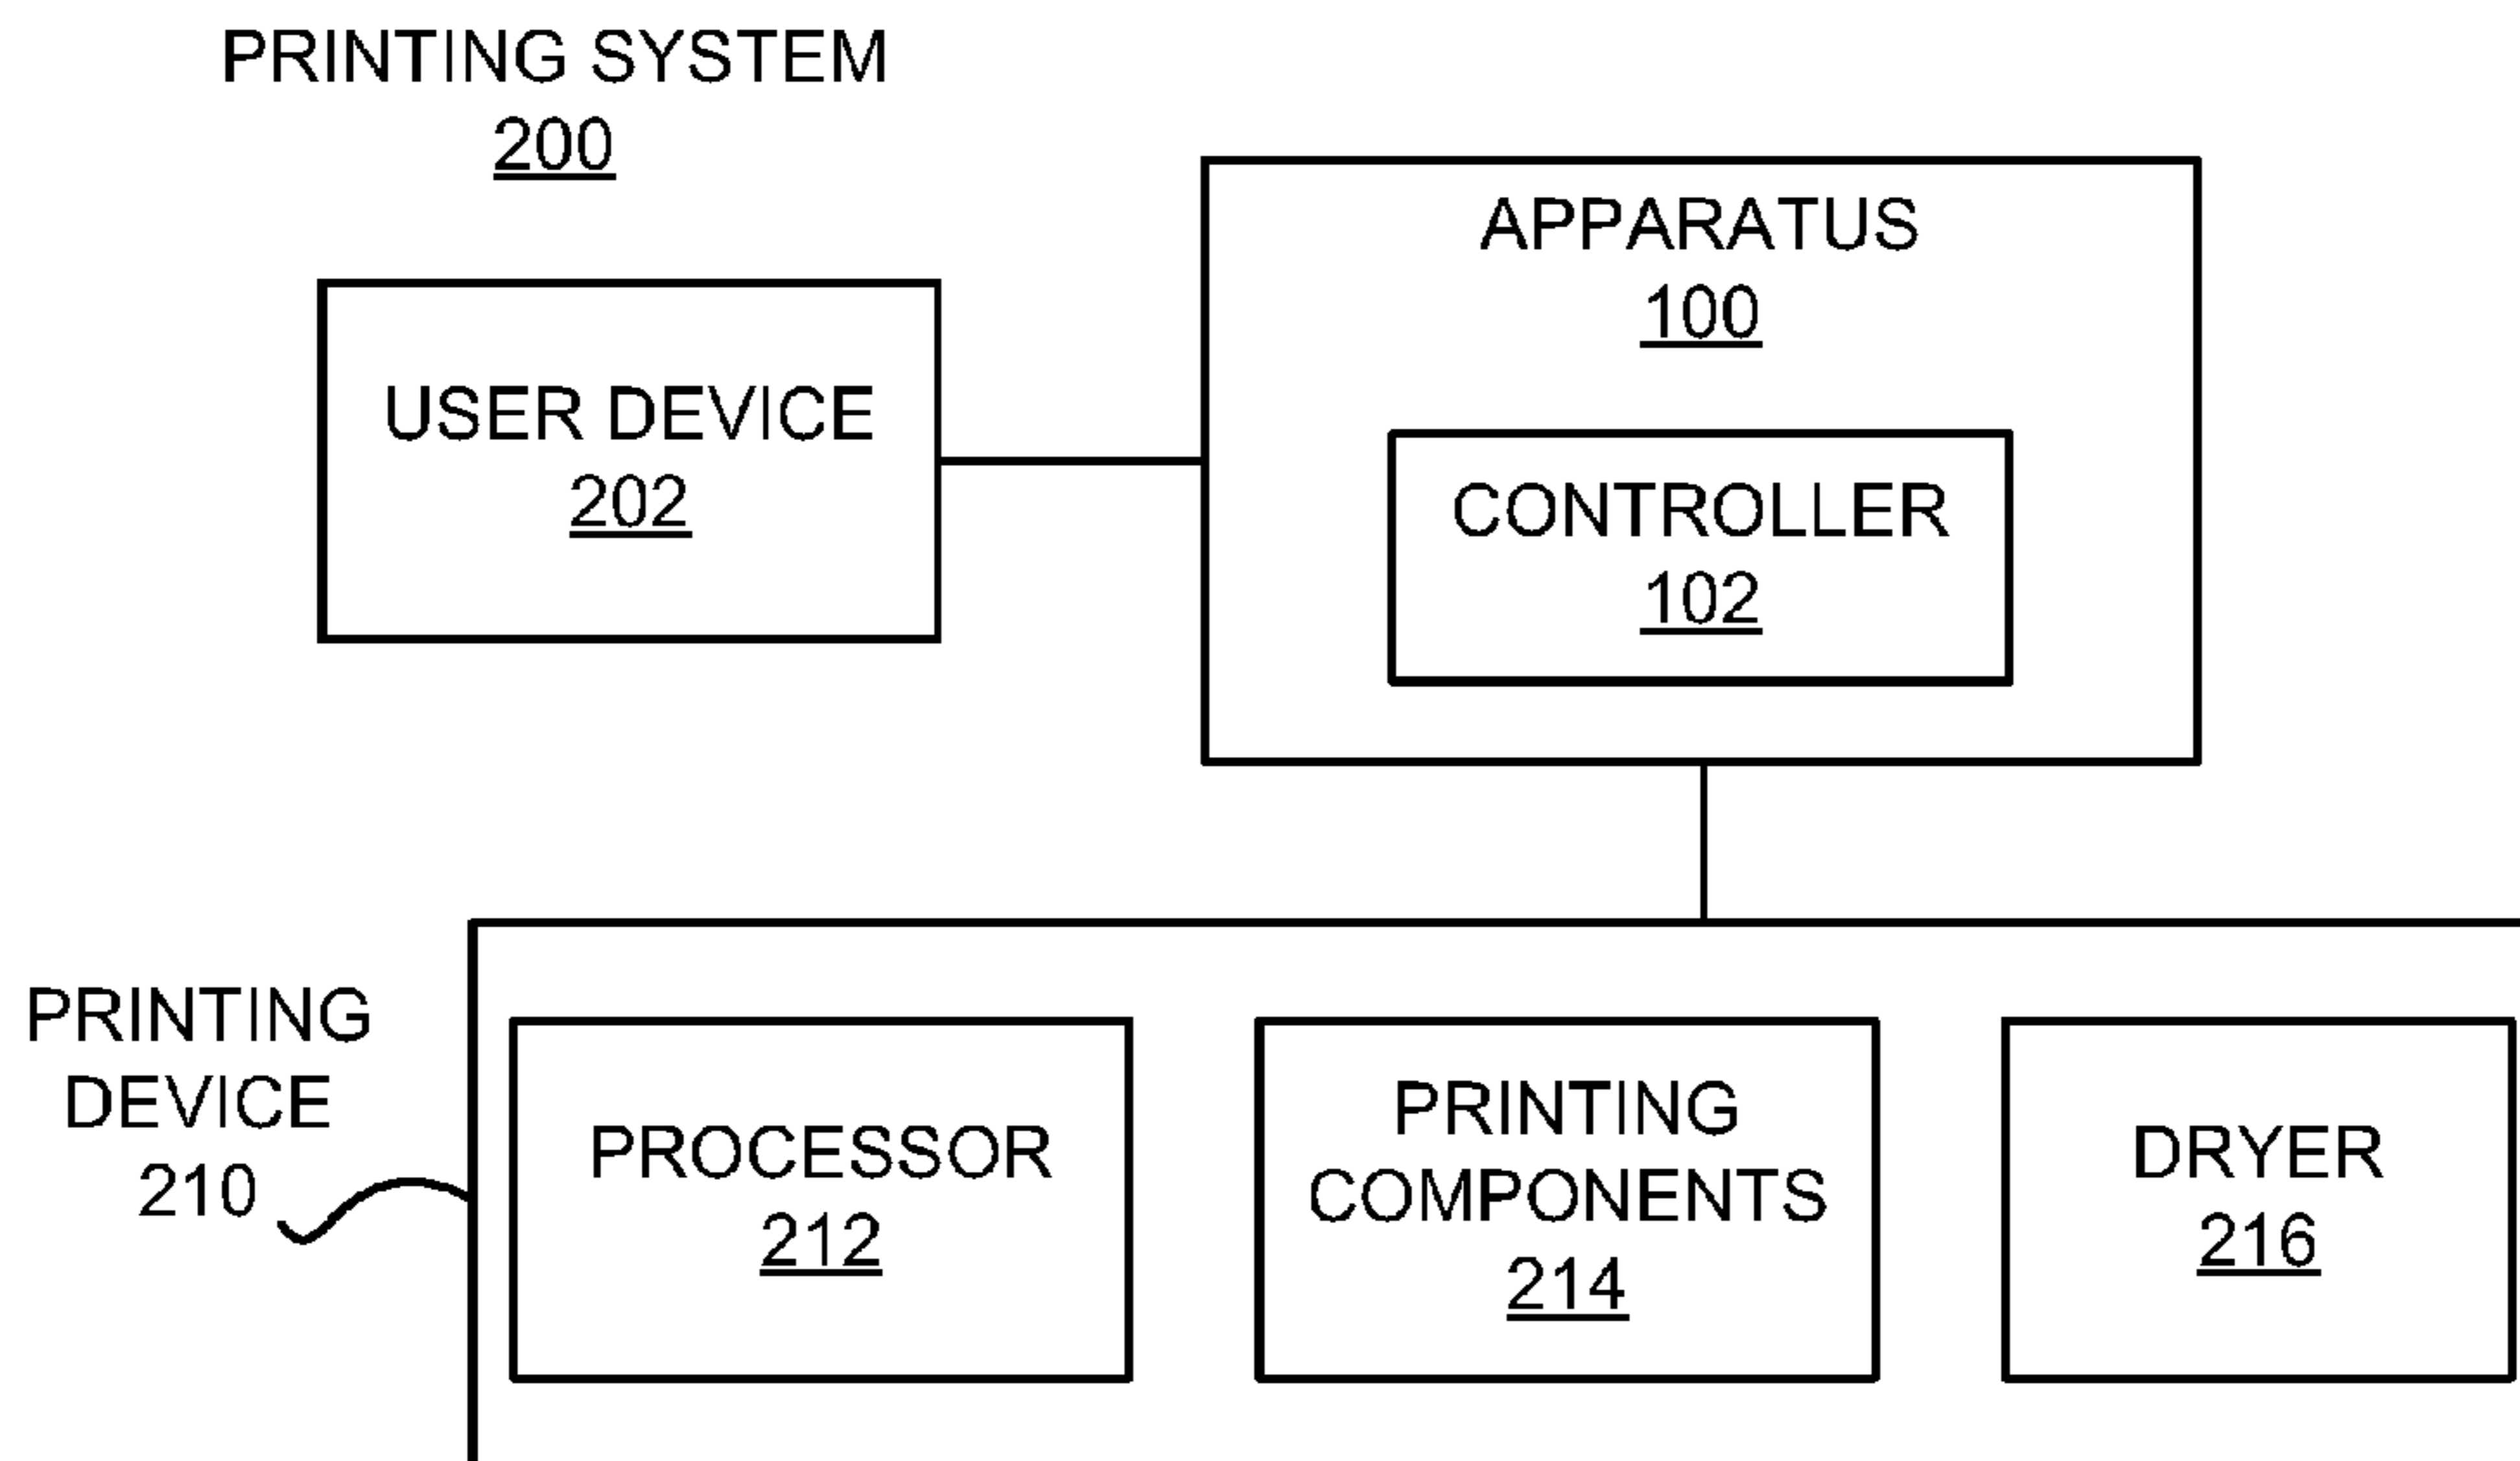 PRINTING SYSTEM
200
APPARATUS
100
USER DEVICE
202
CONTROLLER
102
PRINTING
DEVICE
210
PROCESSOR
212
PRINTING
COMPONENTS
214
DRYER
216